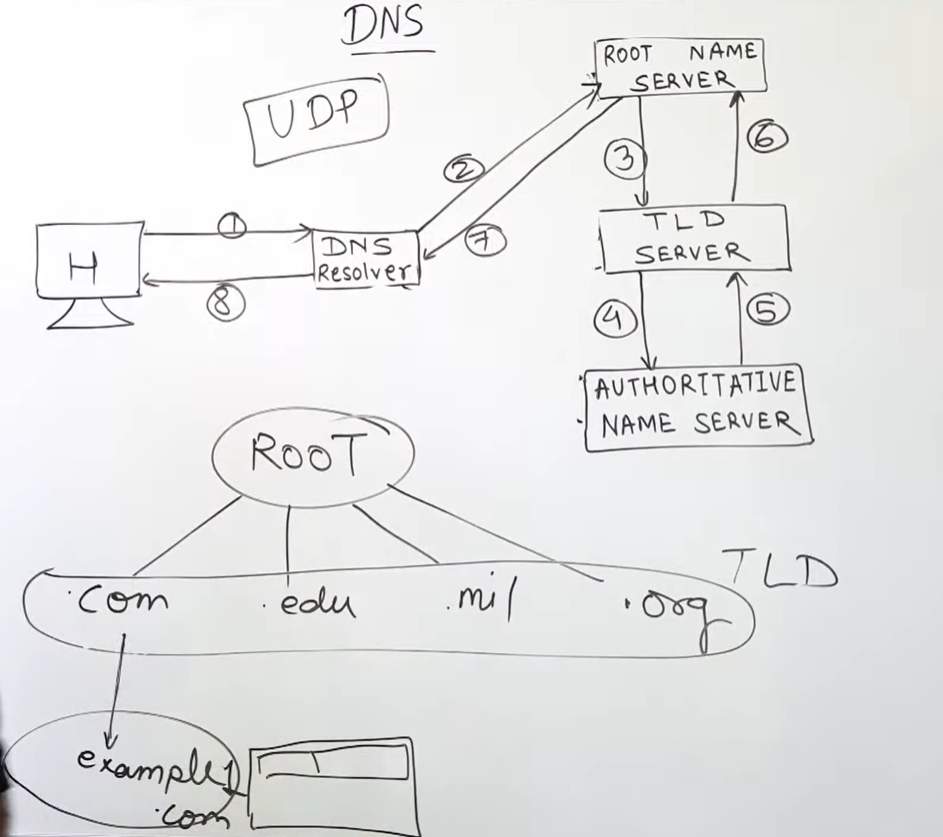 DNS
UDP
ROOT NAME
SERVER
②
③
⑥
①
⑦
H
DNS
Resolver
TLD
SERVER
⑧
④
⑤
AUTHORITATIVE
NAME SERVER
ROOT
TLD
.com .edu .mil .org
example1
.com